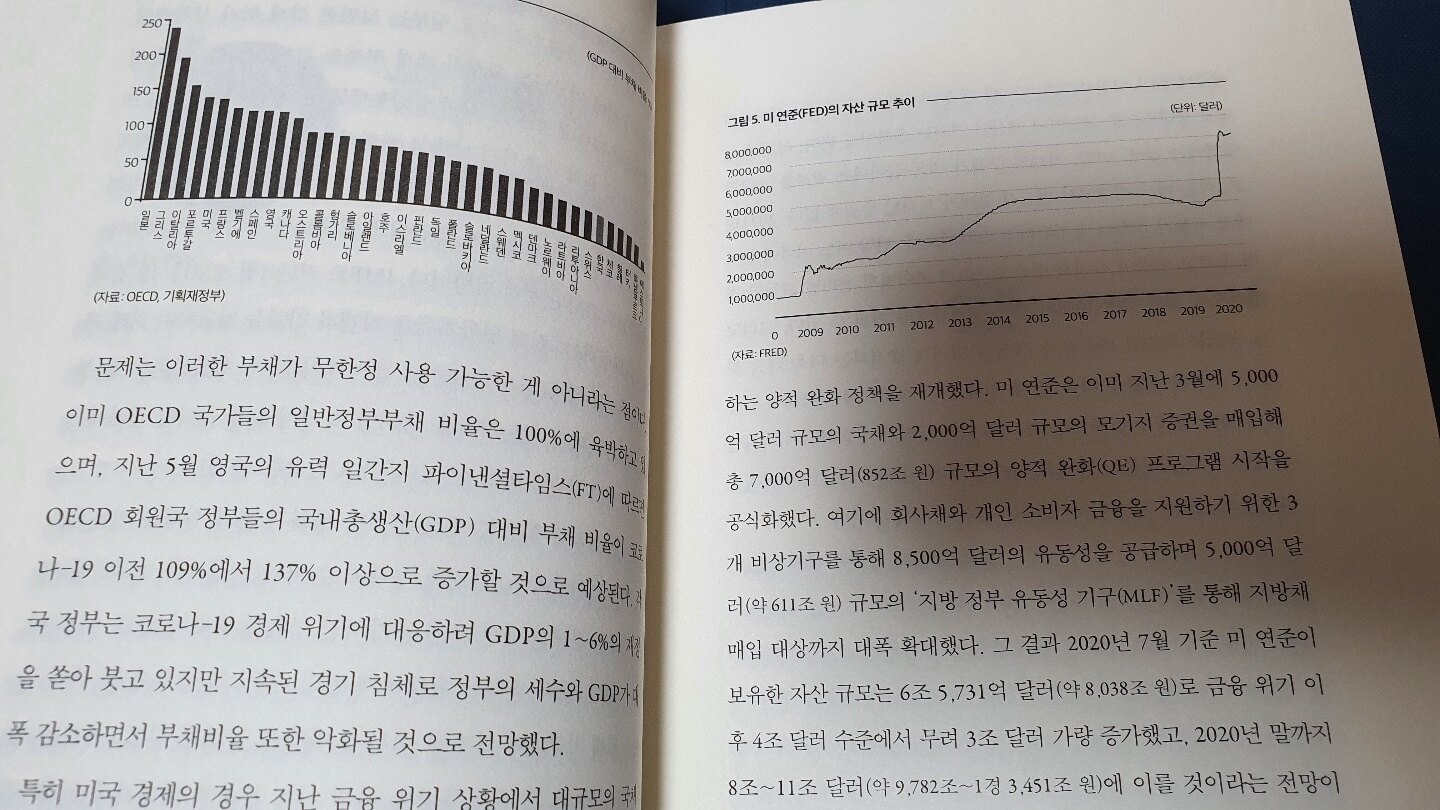 250
200
150
100
50
0
(GDP 대비 부채 비율, %)
일본
그리스
이탈리아
포르투갈
미국
프랑스
벨기에
스페인
영국
캐나다
오스트리아
콜롬비아
헝가리
슬로베니아
아일랜드
호주
이스라엘
핀란드
독일
폴란드
슬로바키아
네덜란드
스웨덴
멕시코
덴마크
노르웨이
라트비아
리투아니아
스위스
한국
체코
칠레
터키
(자료: OECD, 기획재정부)
문제는 이러한 부채가 무한정 사용 가능한 게 아니라는 점이다.
이미 OECD 국가들의 일반정부부채 비율은 100%에 육박하고 있
으며, 지난 5월 영국의 유력 일간지 파이낸셜타임스(FT)에 따르면
OECD 회원국 정부들의 국내총생산(GDP) 대비 부채 비율이 코로
나-19 이전 109%에서 137% 이상으로 증가할 것으로 예상된다. 각
국 정부는 코로나-19 경제 위기에 대응하려 GDP의 1~6%의 재정
을 쏟아 붓고 있지만 지속된 경기 침체로 정부의 세수와 GDP가 대
폭 감소하면서 부채비율 또한 악화될 것으로 전망했다.
특히 미국 경제의 경우 지난 금융 위기 상황에서 대규모의 국채
그림 5. 미 연준(FED)의 자산 규모 추이
(단위: 달러)
8,000,000
7,000,000
6,000,000
5,000,000
4,000,000
3,000,000
2,000,000
1,000,000
0 2009 2010 2011 2012 2013 2014 2015 2016 2017 2018 2019 2020
(자료: FRED)
하는 양적 완화 정책을 재개했다. 미 연준은 이미 지난 3월에 5,000
억 달러 규모의 국채와 2,000억 달러 규모의 모기지 증권을 매입해
총 7,000억 달러(852조 원) 규모의 양적 완화(QE) 프로그램 시작을
공식화했다. 여기에 회사채와 개인 소비자 금융을 지원하기 위한 3
개 비상기구를 통해 8,500억 달러의 유동성을 공급하며 5,000억 달
러(약 611조 원) 규모의 ‘지방 정부 유동성 기구(MLF)’를 통해 지방채
매입 대상까지 대폭 확대했다. 그 결과 2020년 7월 기준 미 연준이
보유한 자산 규모는 6조 5,731억 달러(약 8,038조 원)로 금융 위기 이
후 4조 달러 수준에서 무려 3조 달러 가량 증가했고, 2020년 말까지
8조~11조 달러(약 9,782조~1경 3,451조 원)에 이를 것이라는 전망이